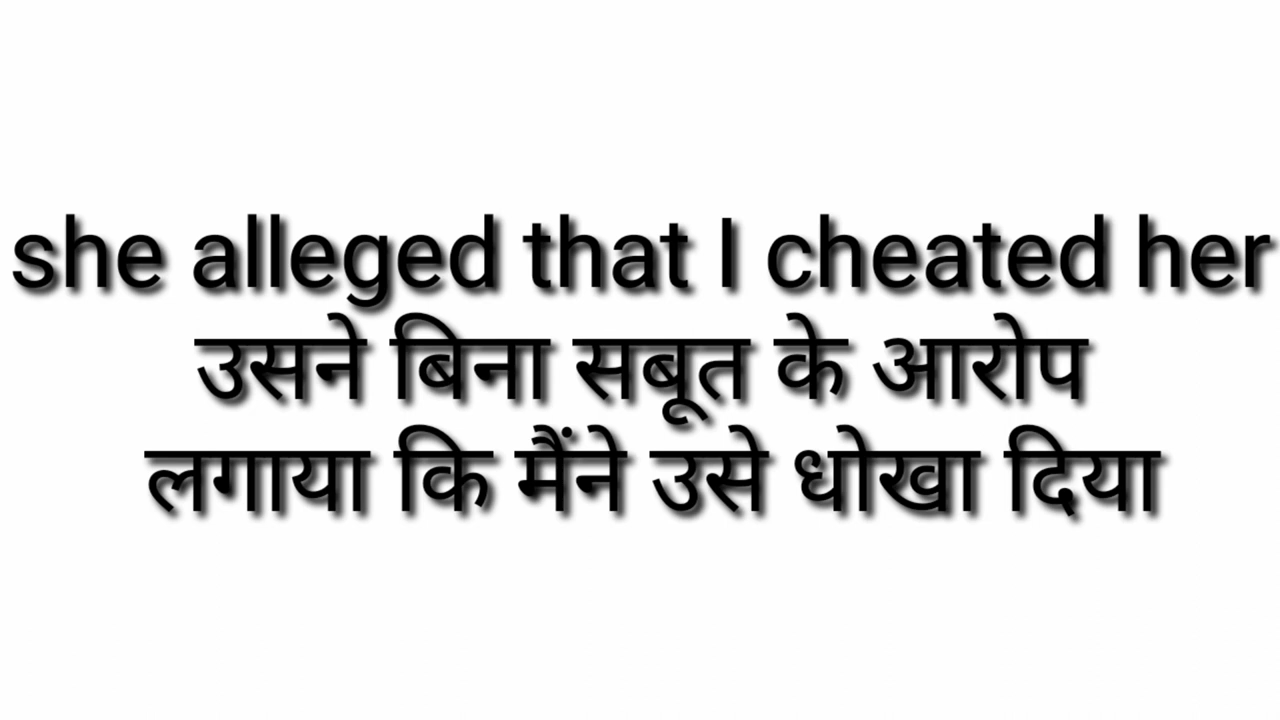 she alleged that I cheated her
उसने बिना सबूत के आरोप
लगाया कि मैंने उसे धोखा दिया